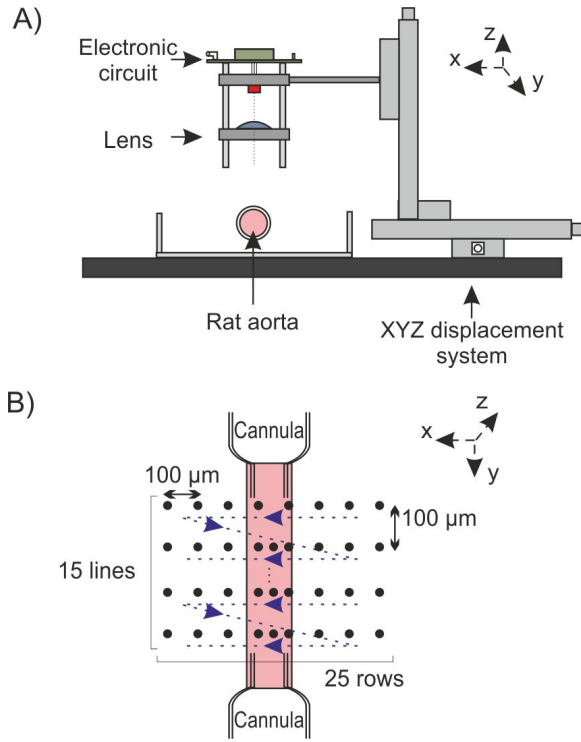 A)
Electronic
circuit
Lens
Rat aorta
XYZ displacement
system
z
x
y
B)
Cannula
100 µm
100 µm
15 lines
25 rows
Cannula
z
x
y